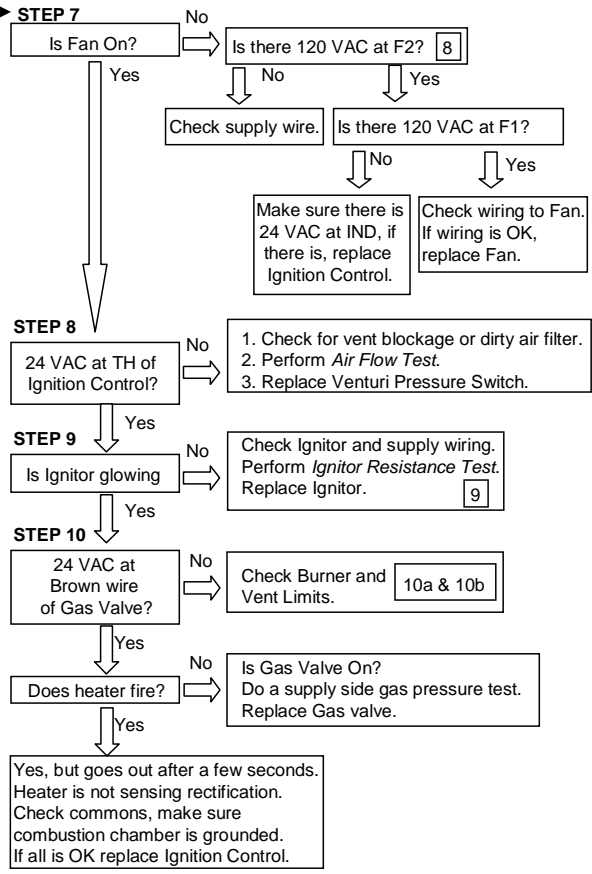 STEP 7
Is Fan On?
No
Is there 120 VAC at F2? 8
Yes
No
Yes
Check supply wire.
Is there 120 VAC at F1?
No
Yes
Make sure there is
24 VAC at IND, if
there is, replace
Ignition Control.
Check wiring to Fan.
If wiring is OK,
replace Fan.
STEP 8
24 VAC at TH of
Ignition Control?
No
1. Check for vent blockage or dirty air filter.
2. Perform Air Flow Test.
3. Replace Venturi Pressure Switch.
Yes
STEP 9
Is Ignitor glowing
No
Check Ignitor and supply wiring.
Perform Ignitor Resistance Test.
Replace Ignitor. 9
Yes
STEP 10
24 VAC at
Brown wire
of Gas Valve?
No
Check Burner and
Vent Limits.
10a & 10b
Yes
Does heater fire?
No
Is Gas Valve On?
Do a supply side gas pressure test.
Replace Gas valve.
Yes
Yes, but goes out after a few seconds.
Heater is not sensing rectification.
Check commons, make sure
combustion chamber is grounded.
If all is OK replace Ignition Control.